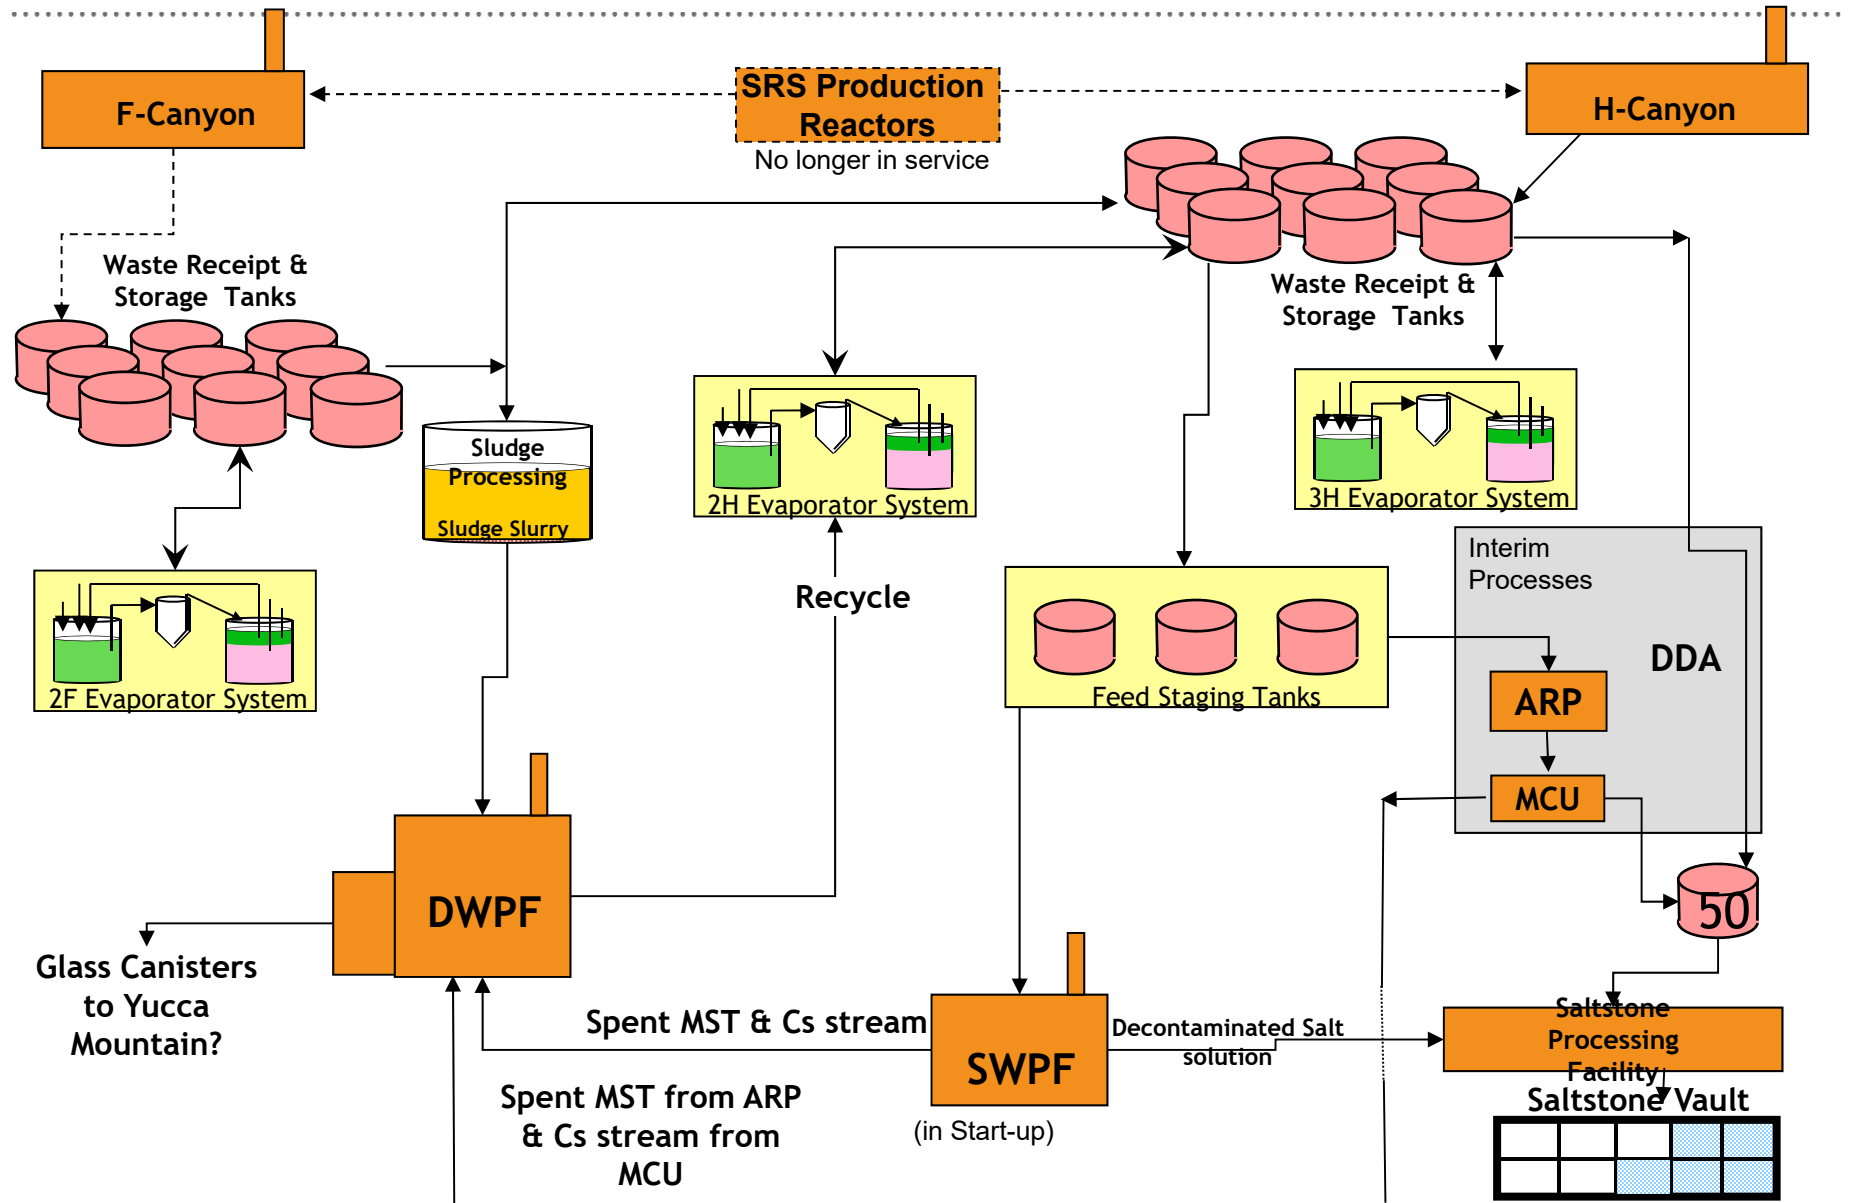 F-Canyon
SRS Production
Reactors
No longer in service
H-Canyon
Waste Receipt &
Storage Tanks
Waste Receipt &
Storage Tanks
Sludge
Processing
Sludge Slurry
2H Evaporator System
3H Evaporator System
Interim
Processes
Recycle
DDA
2F Evaporator System
Feed Staging Tanks
ARP
MCU
DWPF
50
Glass Canisters
to Yucca
Mountain?
Spent MST & Cs stream
SWPF
(in Start-up)
Decontaminated Salt
solution
Saltstone
Processing
Facility
Saltstone Vault
Spent MST from ARP
& Cs stream from
MCU